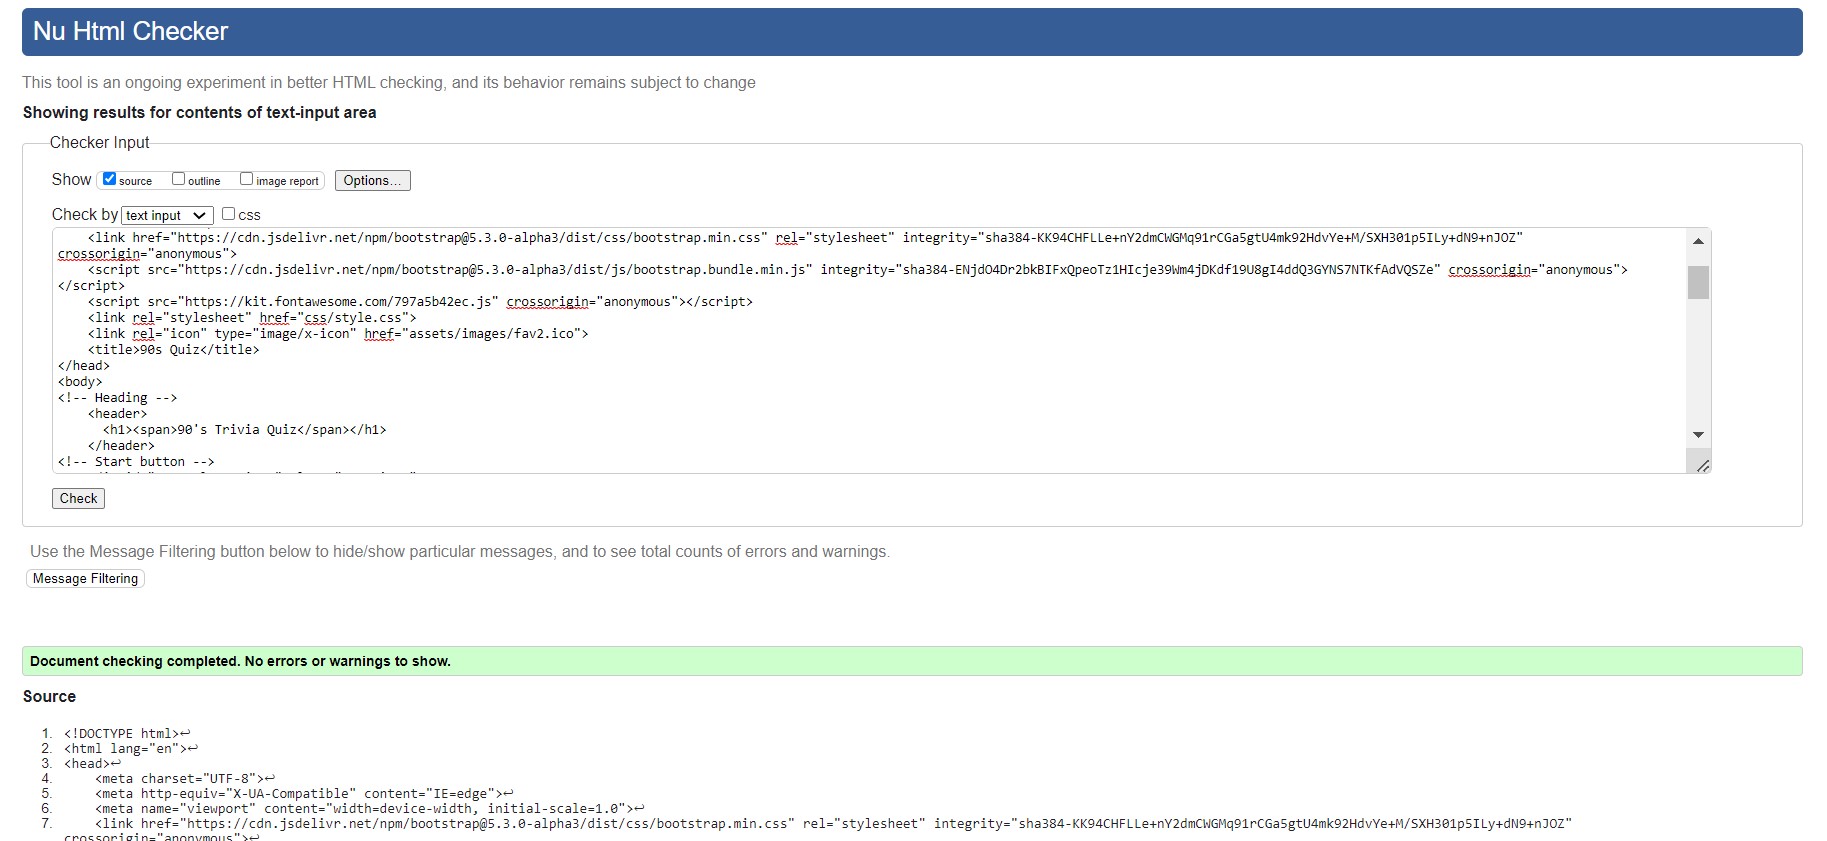 Nu Html Checker
This tool is an ongoing experiment in better HTML checking, and its behavior remains subject to change
Showing results for contents of text-input area
Checker Input
Show source outline image report Options...
Check by text input css
<link href="https://cdn.jsdelivr.net/npm/bootstrap@5.3.0-alpha3/dist/css/bootstrap.min.css" rel="stylesheet" integrity="sha384-KK94CHFLLe+nY2dmCWGMq91rCGa5gtU4mk92HdvYe+M/SXH301p5ILy+dN9+nJOZ"
crossorigin="anonymous">
<script src="https://cdn.jsdelivr.net/npm/bootstrap@5.3.0-alpha3/dist/js/bootstrap.bundle.min.js" integrity="sha384-ENjdO4Dr2bkBIFxQpeoTz1HIcje39Wm4jDKdf19U8gI4ddQ3GYNS7NTKfAdVQSZe" crossorigin="anonymous">
</script>
<script src="https://kit.fontawesome.com/797a5b42ec.js" crossorigin="anonymous"></script>
<link rel="stylesheet" href="css/style.css">
<link rel="icon" type="image/x-icon" href="assets/images/fav2.ico">
<title>90s Quiz</title>
</head>
<body>
<!-- Heading -->
<header>
<h1><span>90's Trivia Quiz</span></h1>
</header>
<!-- Start button -->
Check
Use the Message Filtering button below to hide/show particular messages, and to see total counts of errors and warnings.
Message Filtering
Document checking completed. No errors or warnings to show.
Source
1. <!DOCTYPE html>↩
2. <html lang="en">↩
3. <head>↩
4. <meta charset="UTF-8">↩
5. <meta http-equiv="X-UA-Compatible" content="IE=edge">↩
6. <meta name="viewport" content="width=device-width, initial-scale=1.0">↩
7. <link href="https://cdn.jsdelivr.net/npm/bootstrap@5.3.0-alpha3/dist/css/bootstrap.min.css" rel="stylesheet" integrity="sha384-KK94CHFLLe+nY2dmCWGMq91rCGa5gtU4mk92HdvYe+M/SXH301p5ILy+dN9+nJOZ"
crossorigin="anonymous">↩